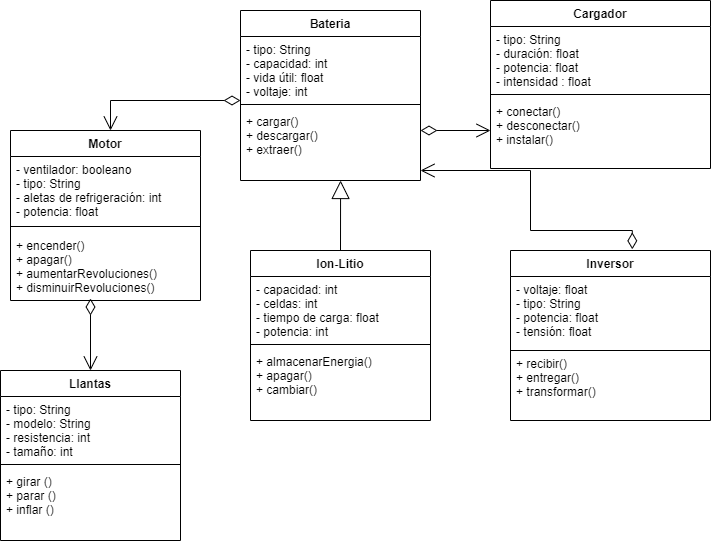 Bateria
- tipo: String
- capacidad: int
- vida útil: float
- voltaje: int
+ cargar()
+ descargar()
+ extraer()
Cargador
- tipo: String
- duración: float
- potencia: float
- intensidad : float
+ conectar()
+ desconectar()
+ instalar()
Motor
- ventilador: booleano
- tipo: String
- aletas de refrigeración: int
- potencia: float
+ encender()
+ apagar()
+ aumentarRevoluciones()
+ disminuirRevoluciones()
Ion-Litio
- capacidad: int
- celdas: int
- tiempo de carga: float
- potencia: int
+ almacenarEnergia()
+ apagar()
+ cambiar()
Inversor
- voltaje: float
- tipo: String
- potencia: float
- tensión: float
+ recibir()
+ entregar()
+ transformar()
Llantas
- tipo: String
- modelo: String
- resistencia: int
- tamaño: int
+ girar ()
+ parar ()
+ inflar ()